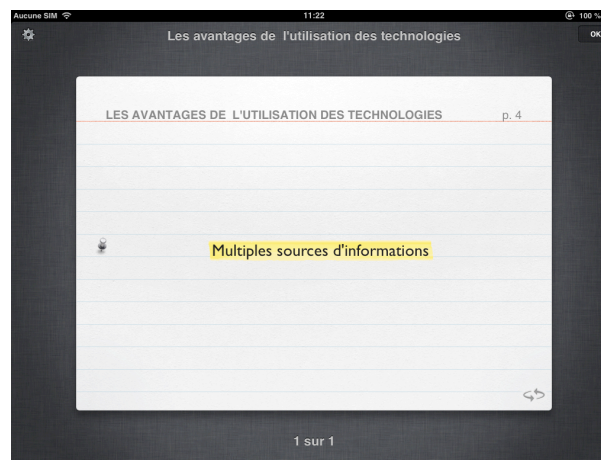 Aucune SIM 11:22 100 %
Les avantages de l'utilisation des technologies OK
LES AVANTAGES DE L'UTILISATION DES TECHNOLOGIES p. 4
Multiples sources d'informations
1 sur 1